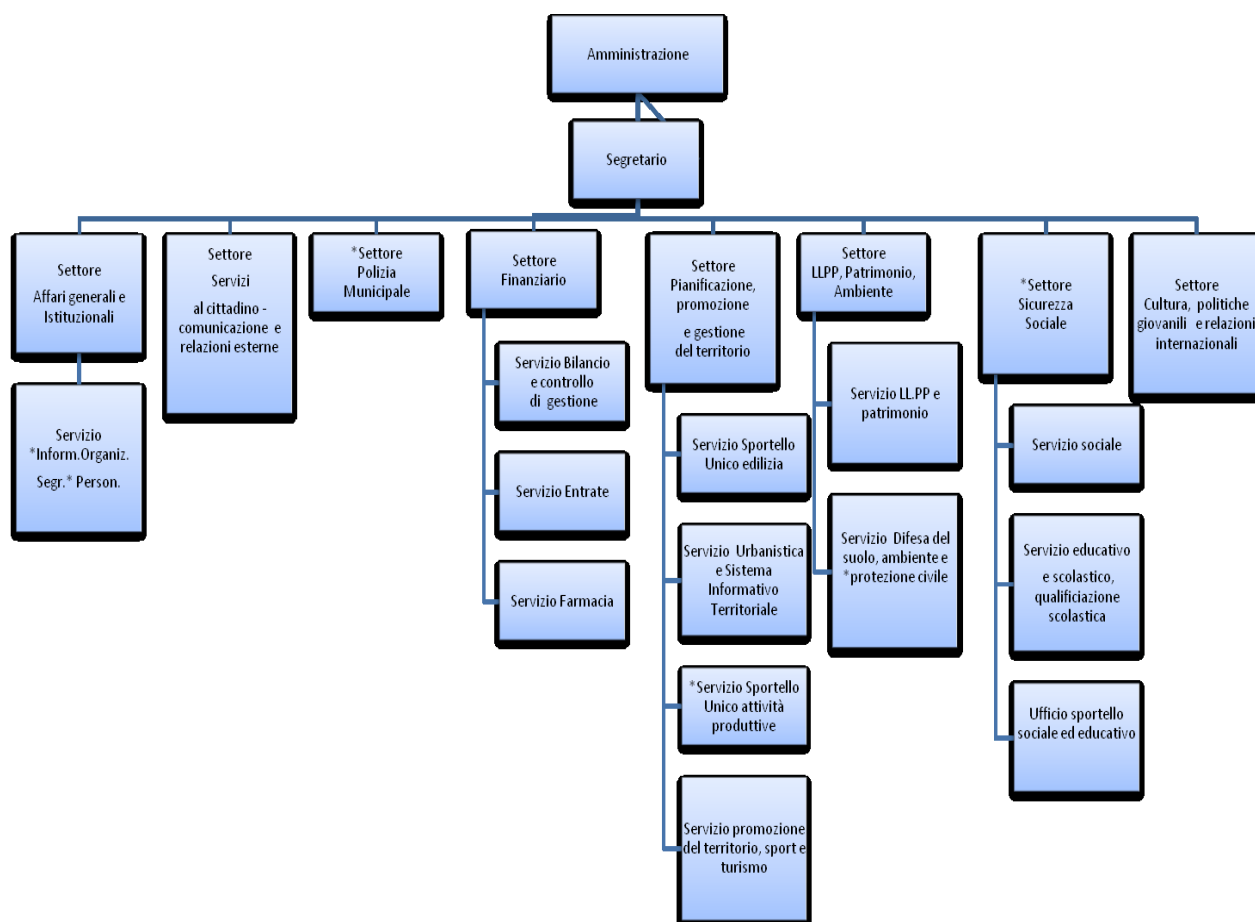 Amministrazione
Segretario
Settore
Affari generali e
Istituzionali
Settore
Servizi
al cittadino -
comunicazione e
relazioni esterne
*Settore
Polizia
Municipale
Settore
Finanziario
Settore
Pianificazione,
promozione
e gestione
del territorio
Settore
LLPP, Patrimonio,
Ambiente
*Settore
Sicurezza
Sociale
Settore
Cultura, politiche
giovanili e relazioni
internazionali
Servizio
*Inform.Organiz.
Segr.* Person.
Servizio Bilancio
e controllo
di gestione
Servizio Entrate
Servizio Farmacia
Servizio Sportello
Unico edilizia
Servizio Urbanistica
e Sistema
Informativo
Territoriale
*Servizio Sportello
Unico attività
produttive
Servizio promozione
del territorio, sport e
turismo
Servizio LL.PP e
patrimonio
Servizio Difesa del
suolo, ambiente e
*protezione civile
Servizio sociale
Servizio educativo
e scolastico,
qualificiazione
scolastica
Ufficio sportello
sociale ed educativo